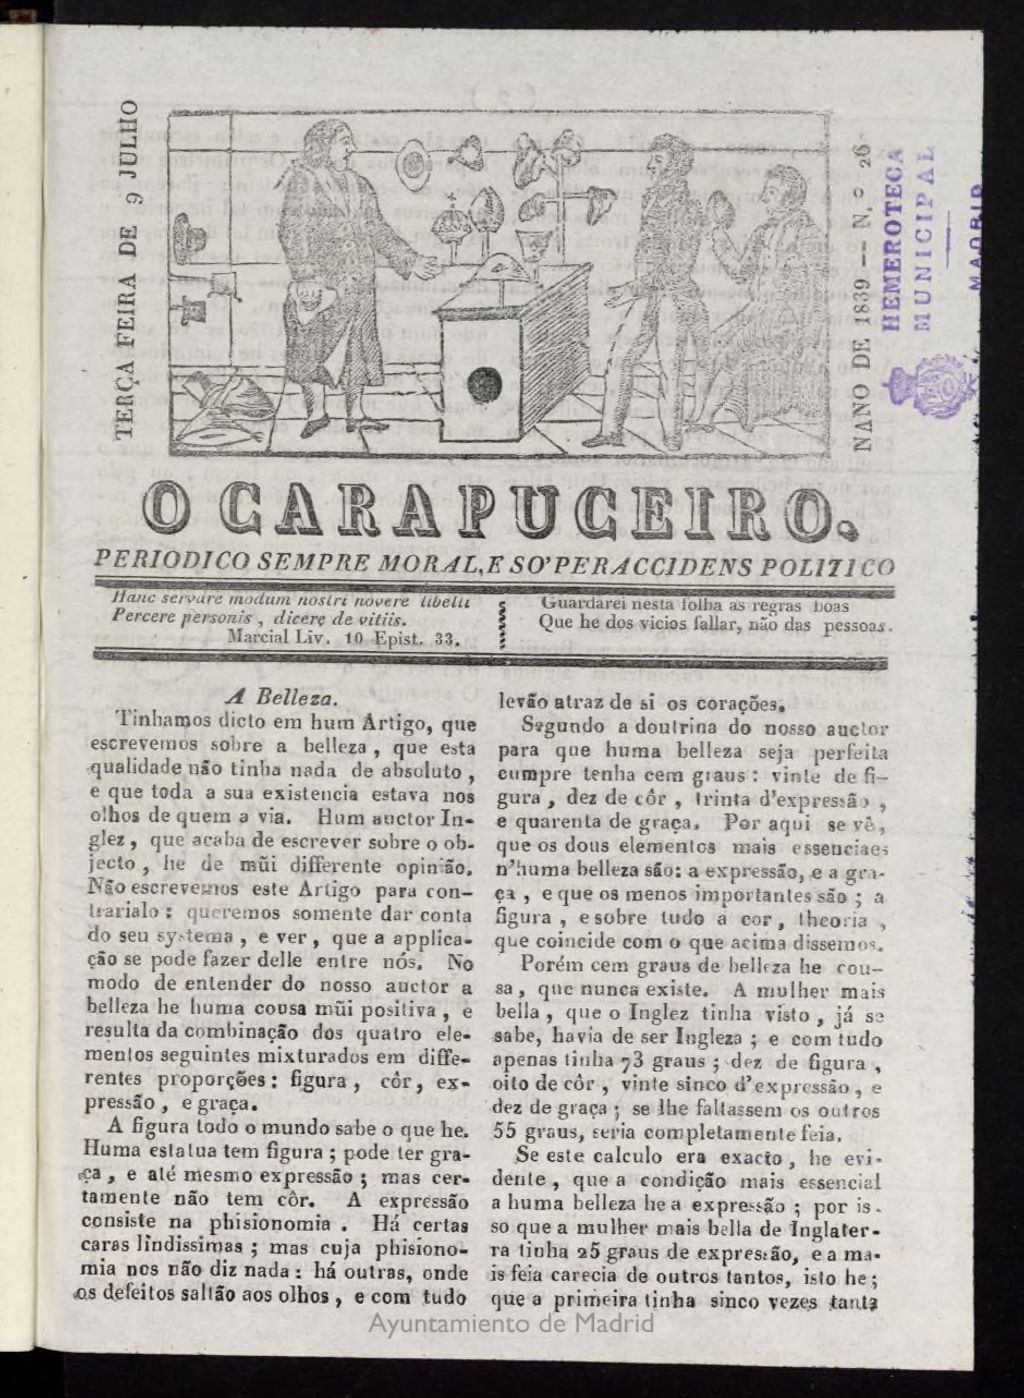 TERÇA FEIRA DE 9 JULHO
NANO DE 1839 — N.° 26
HEMEROTECA
MUNICIPAL
MADRID
O CARAPUCEIRO.
PERIODICO SEMPRE MORAL, E SO' PER ACCIDENS POLITICO
Hanc servare modum nostri novere libelli
Percere personis , dicere de vitiis.
Marcial Liv. 10 Epist. 33.
Guardarei nesta folha as regras boas
Que he dos vicios fallar, não das pessoas.
A Belleza.
Tinhamos dicto em hum Artigo, que
escrevemos sobre a belleza , que esta
qualidade não tinha nada de absoluto ,
e que toda a sua existencia estava nos
olhos de quem a via. Hum auctor In-
glez , que acaba de escrever sobre o ob-
jecto , he de mũi differente opinião.
Não escrevemos este Artigo para con-
trarialo : queremos somente dar conta
do seu systema , e ver , que a applica-
ção se pode fazer delle entre nós. No
modo de entender do nosso auctor a
belleza he huma cousa mũi positiva , e
resulta da combinação dos quatro ele-
mentos seguintes mixturados em diffe-
rentes proporções : figura , côr, ex-
pressão , e graça.
A figura todo o mundo sabe o que he.
Huma estatua tem figura ; pode ter gra-
ça , e até mesmo expressão ; mas cer-
tamente não tem côr. A expressão
consiste na phisionomia . Há certas
caras lindissimas ; mas cuja phisiono-
mia nos não diz nada : há outras, onde
os defeitos saltão aos olhos , e com tudo
levão atraz de si os corações.
Segundo a doutrina do nosso auctor
para que huma belleza seja perfeita
cumpre tenha cem graus : vinte de fi-
gura , dez de côr , trinta d'expressão ,
e quarenta de graça. Por aqui se vê,
que os dous elementos mais essenciaes
n'huma belleza são: a expressão, e a gra-
ça , e que os menos importantes são ; a
figura , e sobre tudo a cor , theoria ,
que coincide com o que acima dissemos.
Porém cem graus de belleza he cou-
sa , que nunca existe. A mulher mais
bella , que o Inglez tinha visto , já se
sabe, havia de ser Ingleza ; e com tudo
apenas tinha 73 graus ; dez de figura ,
oito de côr , vinte sinco d'expressão , e
dez de graça ; se lhe faltassem os outros
55 graus, seria completamente feia.
Se este calculo era exacto , he evi-
dente , que a condição mais essencial
a huma belleza he a expressão ; por is-
so que a mulher mais bella de Inglater-
ra tinha 25 graus de expressão, e a ma-
is feia carecia de outros tantos, isto he ;
que a primeira tinha sinco vezes tanta
Ayuntamiento de Madrid